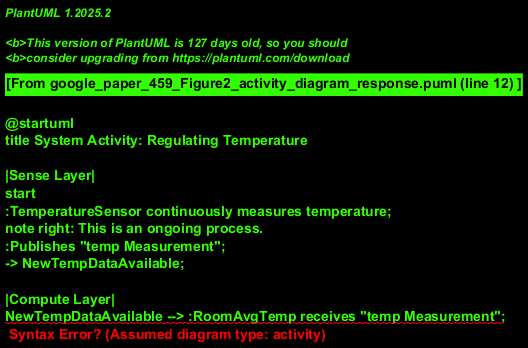 PlantUML 1.2025.2
<b>This version of PlantUML is 127 days old, so you should
<b>consider upgrading from https://plantuml.com/download
[From google_paper_459_Figure2_activity_diagram_response.puml (line 12) ]
@startuml
title System Activity: Regulating Temperature
|Sense Layer|
start
:TemperatureSensor continuously measures temperature;
note right: This is an ongoing process.
:Publishes "temp Measurement";
-> NewTempDataAvailable;
|Compute Layer|
NewTempDataAvailable --> :RoomAvgTemp receives "temp Measurement";
Syntax Error? (Assumed diagram type: activity)